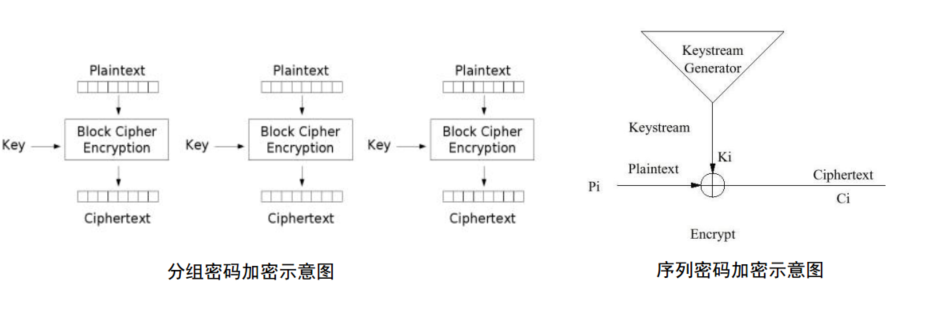 Plaintext
Key
Block Cipher
Encryption
Ciphertext
Plaintext
Key
Block Cipher
Encryption
Ciphertext
Plaintext
Key
Block Cipher
Encryption
Ciphertext
分组密码加密示意图
Keystream
Generator
Keystream
Ki
Plaintext
Pi
Ciphertext
Ci
Encrypt
序列密码加密示意图